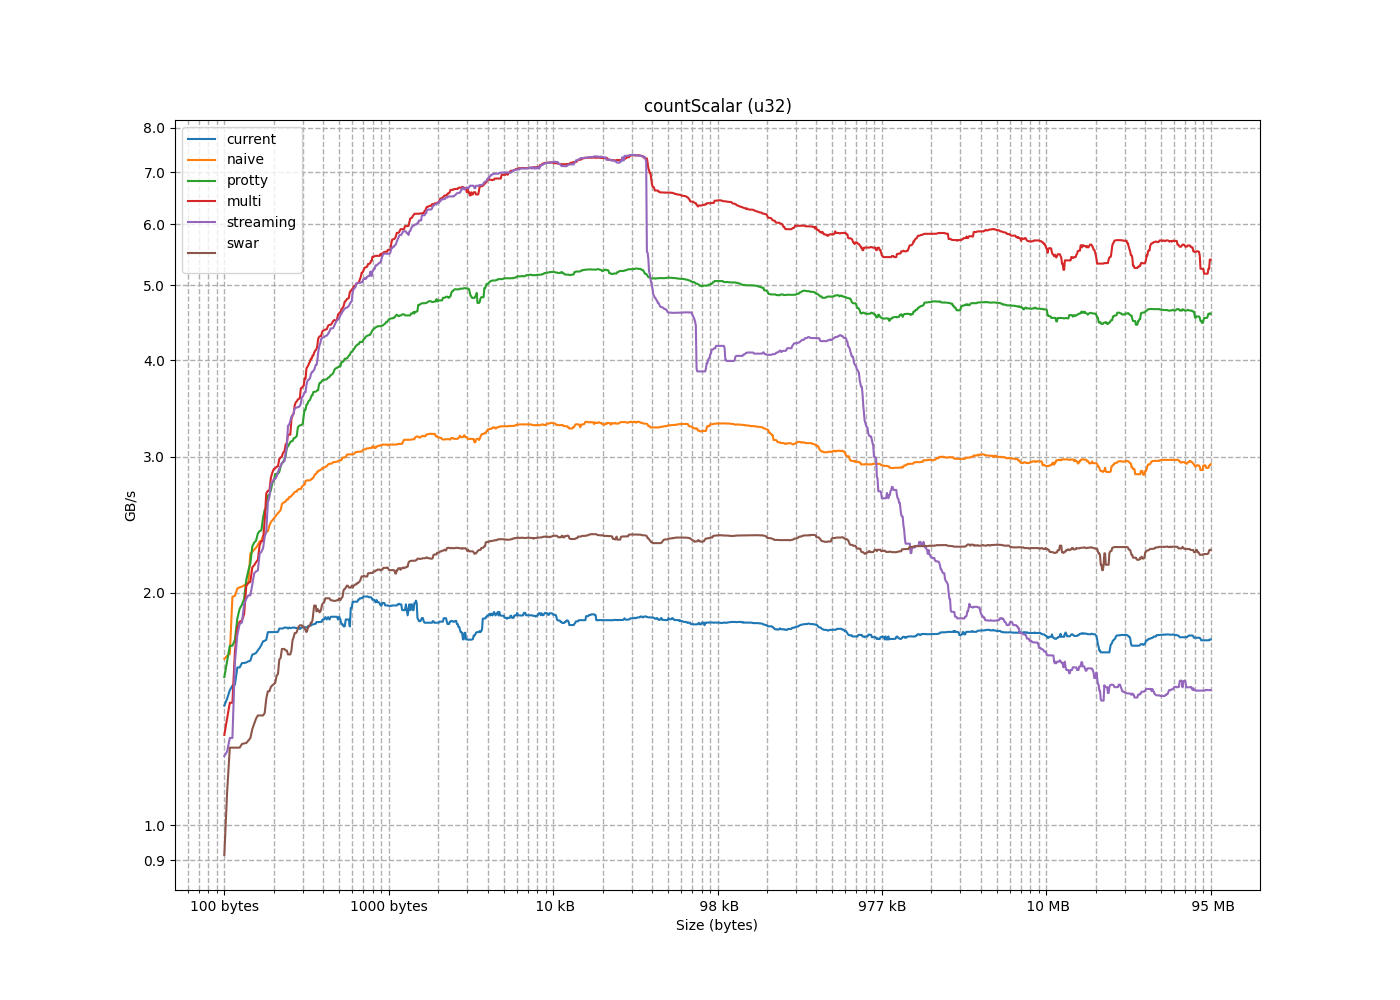 countScalar (u32)
8.0
7.0
6.0
5.0
4.0
3.0
2.0
1.0
0.9
GB/s
current
naive
protty
multi
streaming
swar
100 bytes
1000 bytes
10 kB
98 kB
977 kB
10 MB
95 MB
Size (bytes)